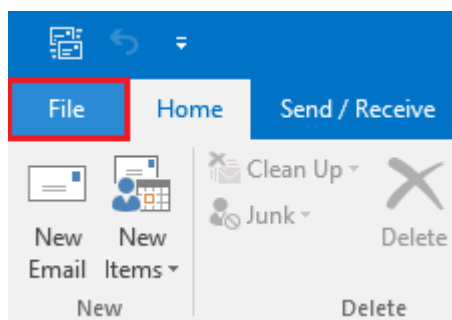 File Home Send / Receive
Clean Up
Junk
New Email
New Items
Delete
New Delete